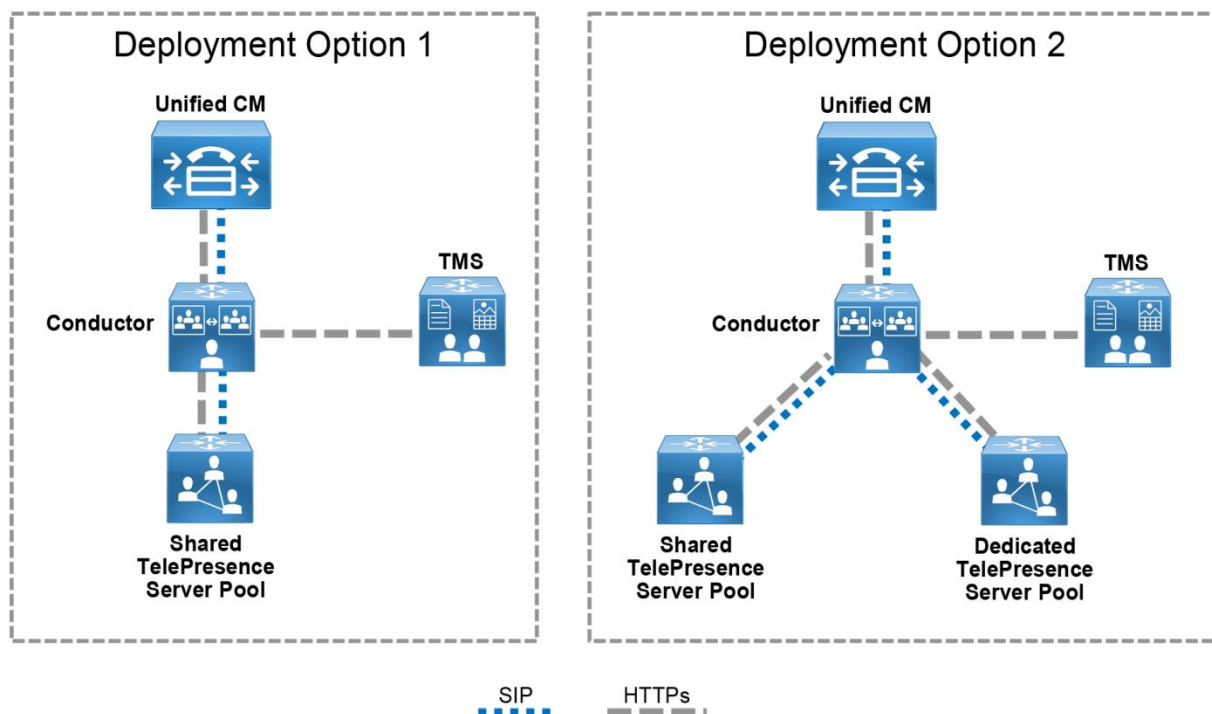 Deployment Option 1
Unified CM
TMS
Conductor
Shared
TelePresence
Server Pool
Deployment Option 2
Unified CM
TMS
Conductor
Shared
TelePresence
Server Pool
Dedicated
TelePresence
Server Pool
SIP
HTTPs